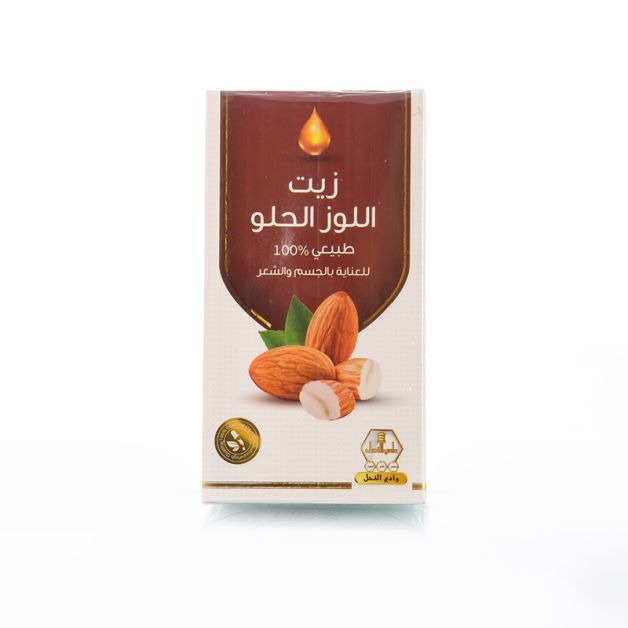 زيت
اللوز الحلو
طبيعي 100%
للعناية بالجسم والشعر
وادي النحل